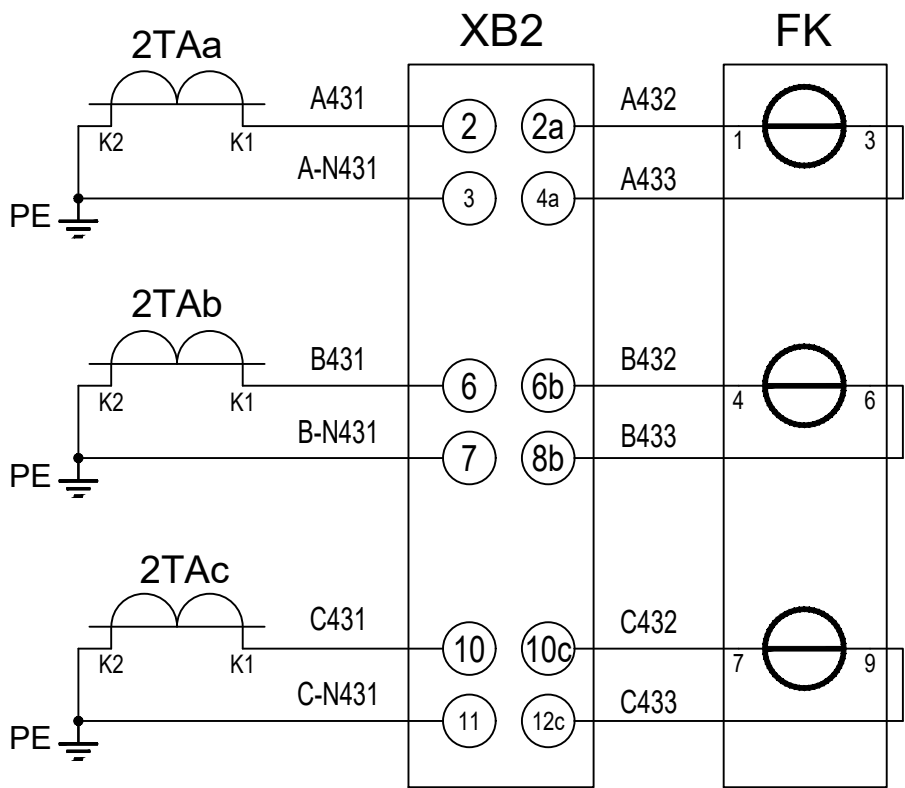 XB2 FK
2TAa
A431 A432
2 2a
K2 K1 1 3
A-N431 A433
3 4a
PE
2TAb
B431 B432
6 6b
K2 K1 4 6
B-N431 B433
7 8b
PE
2TAc
C431 C432
10 10c
K2 K1 7 9
C-N431 C433
11 12c
PE